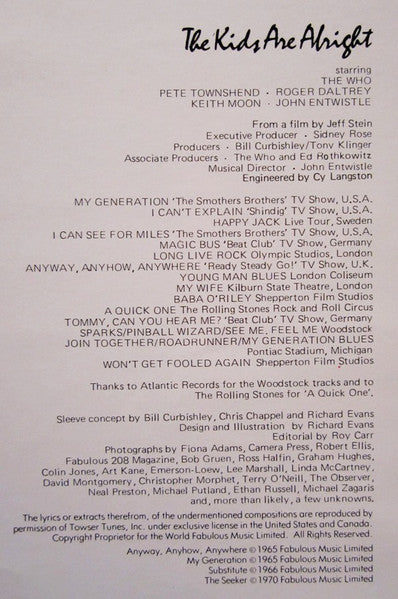 The Kids Are Alright
starring
THE WHO
PETE TOWNSHEND · ROGER DALTREY
KEITH MOON · JOHN ENTWISTLE
From a film by Jeff Stein
Executive Producer · Sidney Rose
Producers · Bill Curbishley/Tony Klinger
Associate Producers · The Who and Ed Rothkowitz
Musical Director · John Entwistle
Engineered by Cy Langston
MY GENERATION 'The Smothers Brothers' TV Show, U.S.A.
I CAN'T EXPLAIN 'Shindig' TV Show, U.S.A.
HAPPY JACK Live Tour, Sweden
I CAN SEE FOR MILES 'The Smothers Brothers' TV Show, U.S.A.
MAGIC BUS 'Beat Club' TV Show, Germany
LONG LIVE ROCK Olympic Studios, London
ANYWAY, ANYHOW, ANYWHERE 'Ready Steady Go!' TV Show, U.K.
YOUNG MAN BLUES London Coliseum
MY WIFE Kilburn State Theatre, London
BABA O'RILEY Shepperton Film Studios
A QUICK ONE The Rolling Stones Rock and Roll Circus
TOMMY, CAN YOU HEAR ME? 'Beat Club' TV Show, Germany
SPARKS/PINBALL WIZARD/SEE ME, FEEL ME Woodstock
JOIN TOGETHER/ROADRUNNER/MY GENERATION BLUES
Pontiac Stadium, Michigan
WON'T GET FOOLED AGAIN Shepperton Film Studios
Thanks to Atlantic Records for the Woodstock tracks and to
The Rolling Stones for 'A Quick One'.
Sleeve concept by Bill Curbishley, Chris Chappel and Richard Evans
Design and Illustration by Richard Evans
Editorial by Roy Carr
Photographs by Fiona Adams, Camera Press, Robert Ellis,
Fabulous 208 Magazine, Bob Gruen, Ross Halfin, Graham Hughes,
Colin Jones, Art Kane, Emerson-Loew, Lee Marshall, Linda McCartney,
David Montgomery, Christopher Morphet, Terry O'Neill, The Observer,
Neal Preston, Michael Putland, Ethan Russell, Michael Zagaris
and, more than likely, a few unknowns.
The lyrics or extracts therefrom, of the undermentioned compositions are reproduced by
permission of Towser Tunes, Inc. under exclusive license in the United States and Canada.
Copyright Proprietor for the World Fabulous Music Limited. All Rights Reserved.
Anyway, Anyhow, Anywhere ©1965 Fabulous Music Limited
My Generation ©1965 Fabulous Music Limited
Substitute ©1966 Fabulous Music Limited
The Seeker ©1970 Fabulous Music Limited